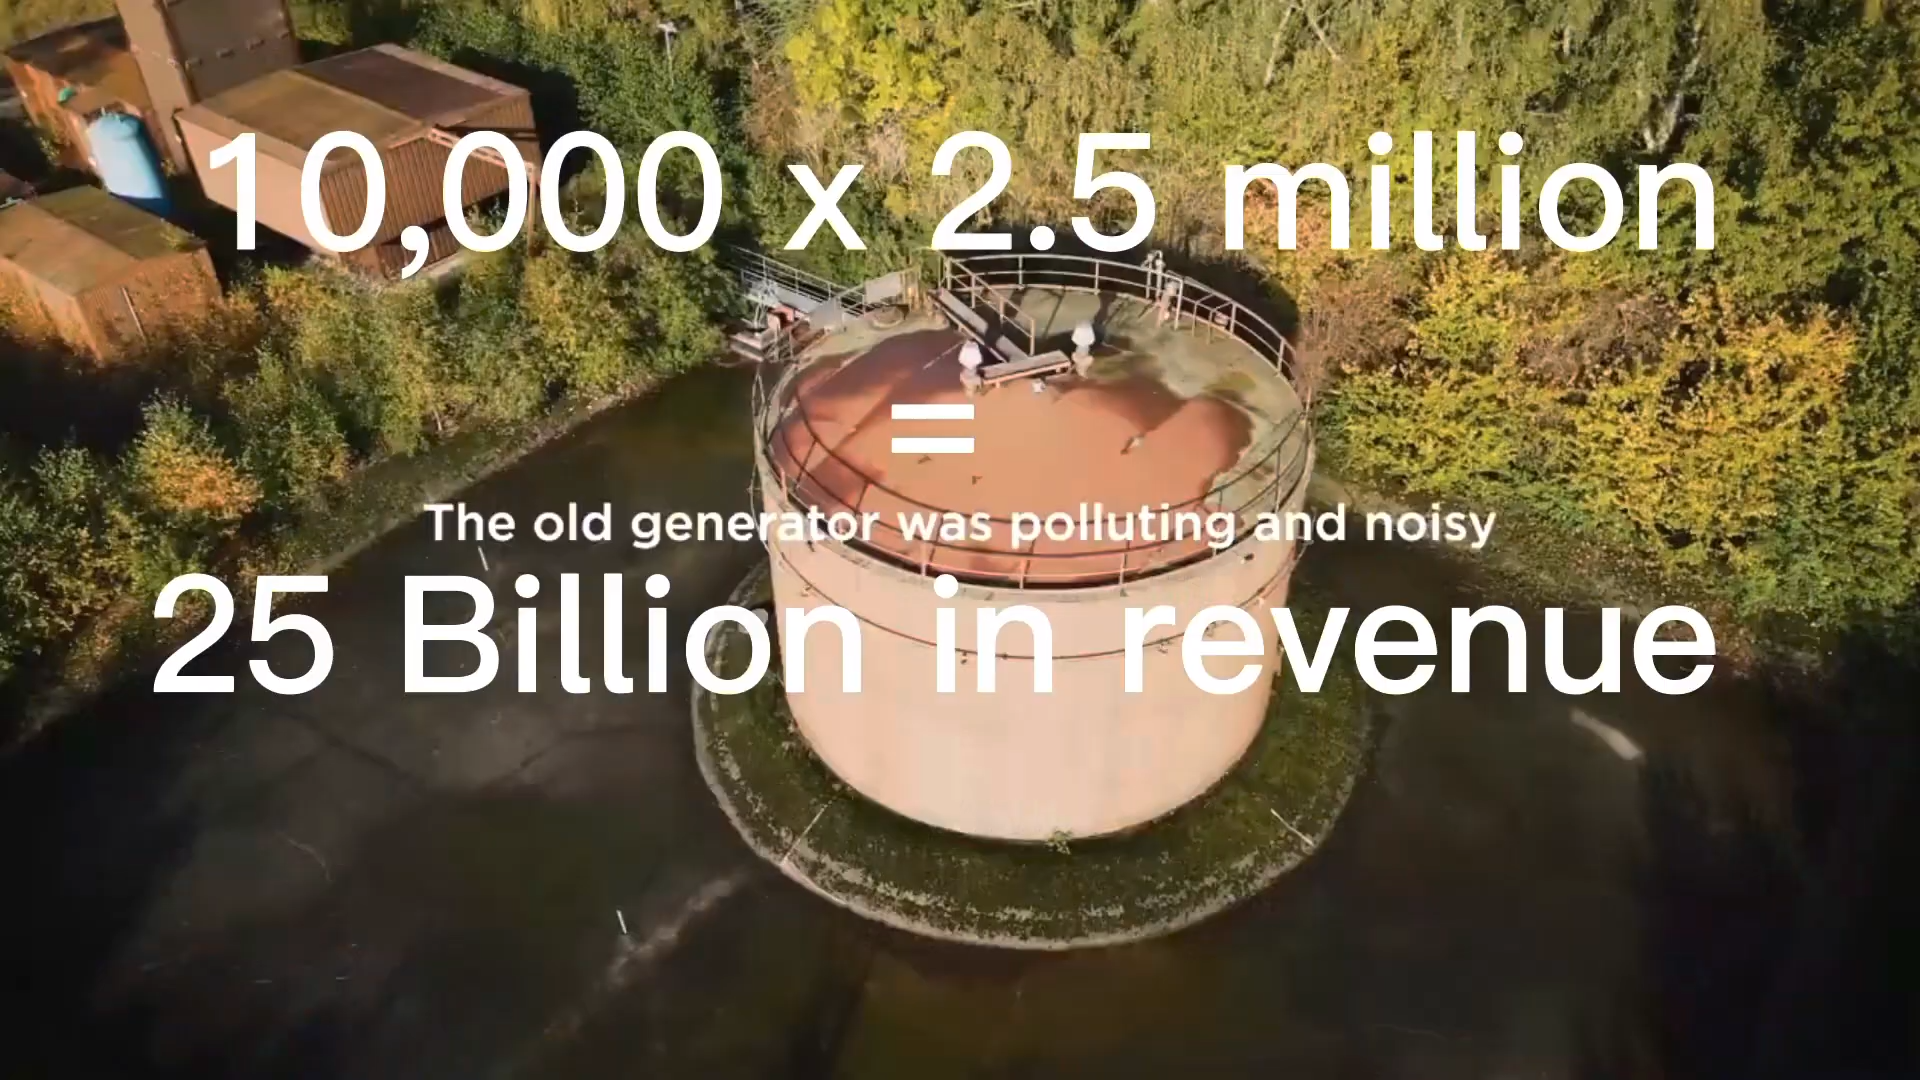 10,000 x 2.5 million
=
The old generator was polluting and noisy
25 Billion in revenue